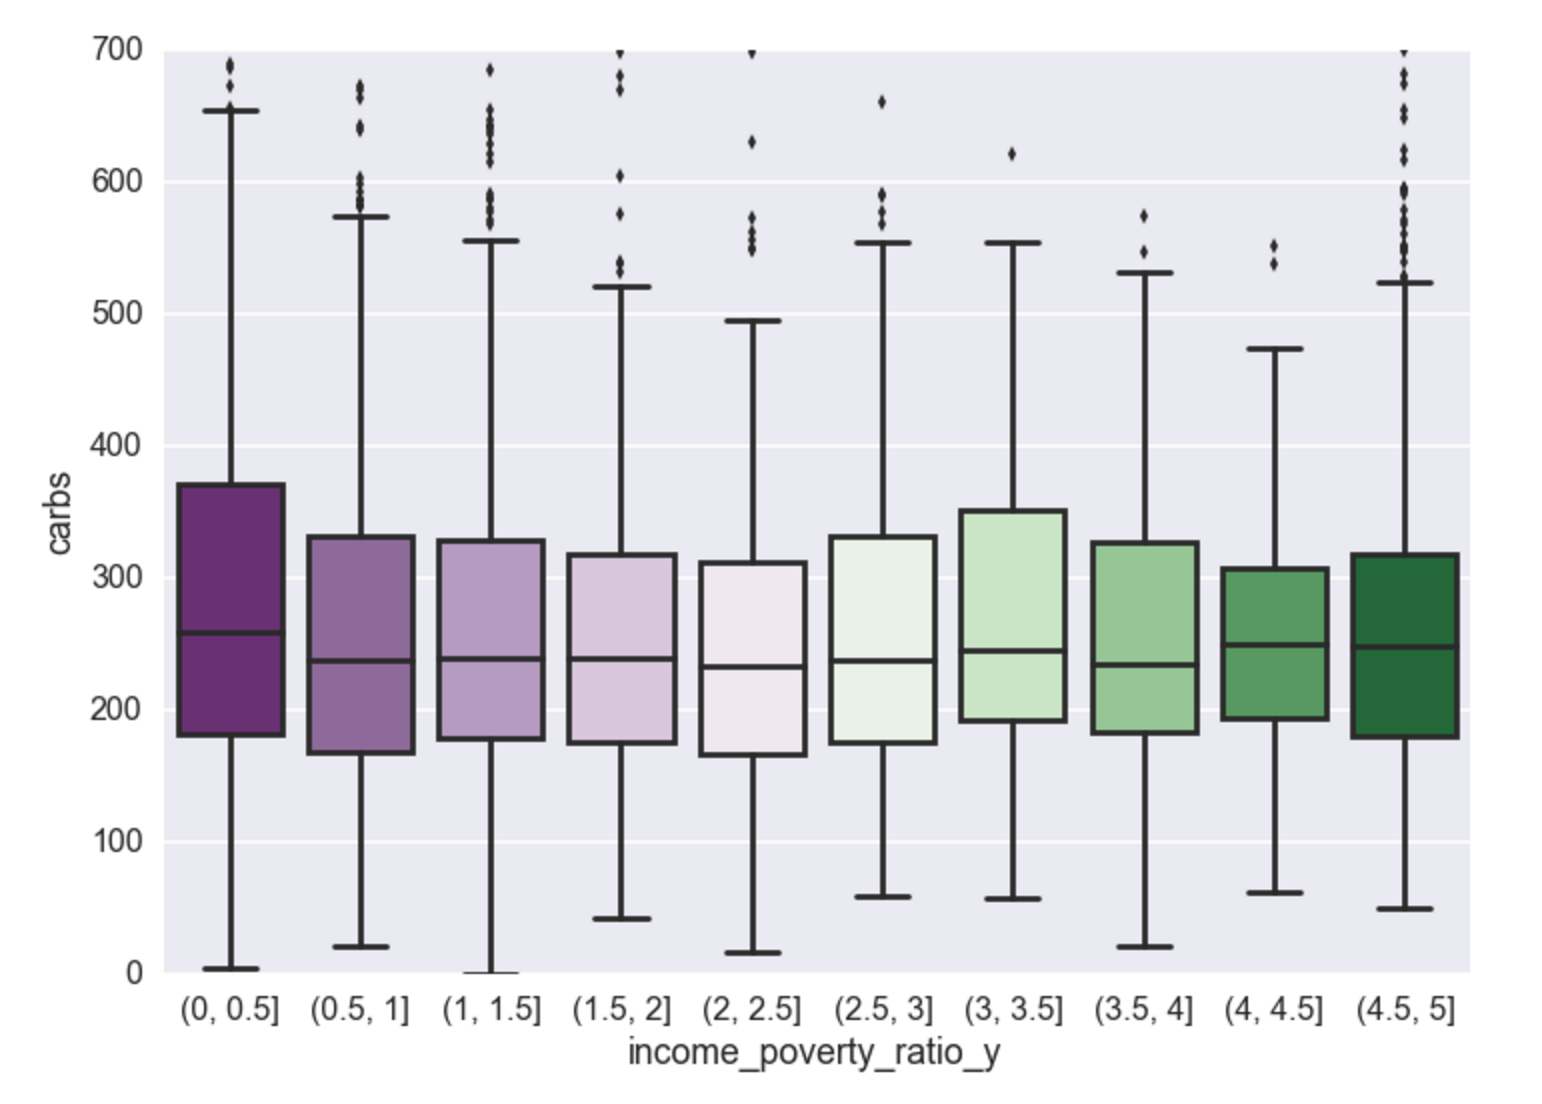 700
600
500
400
300
200
100
0
carbs
(0, 0.5] (0.5, 1] (1, 1.5] (1.5, 2] (2, 2.5] (2.5, 3] (3, 3.5] (3.5, 4] (4, 4.5] (4.5, 5]
income_poverty_ratio_y